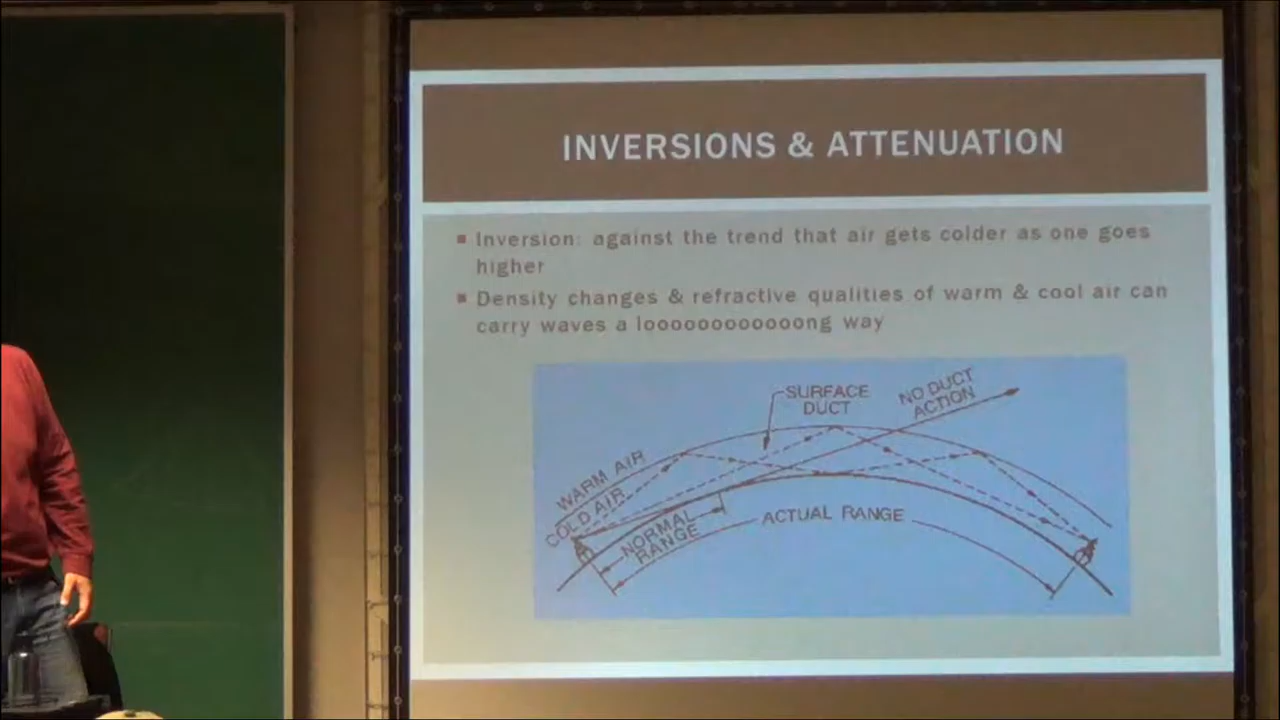 INVERSIONS & ATTENUATION
Inversion: against the trend that air gets colder as one goes
higher
Density changes & refractive qualities of warm & cool air can
carry waves a looooooooooooong way
SURFACE
DUCT
NO DUCT
ACTION
WARM AIR
COLD AIR
NORMAL
RANGE
ACTUAL RANGE